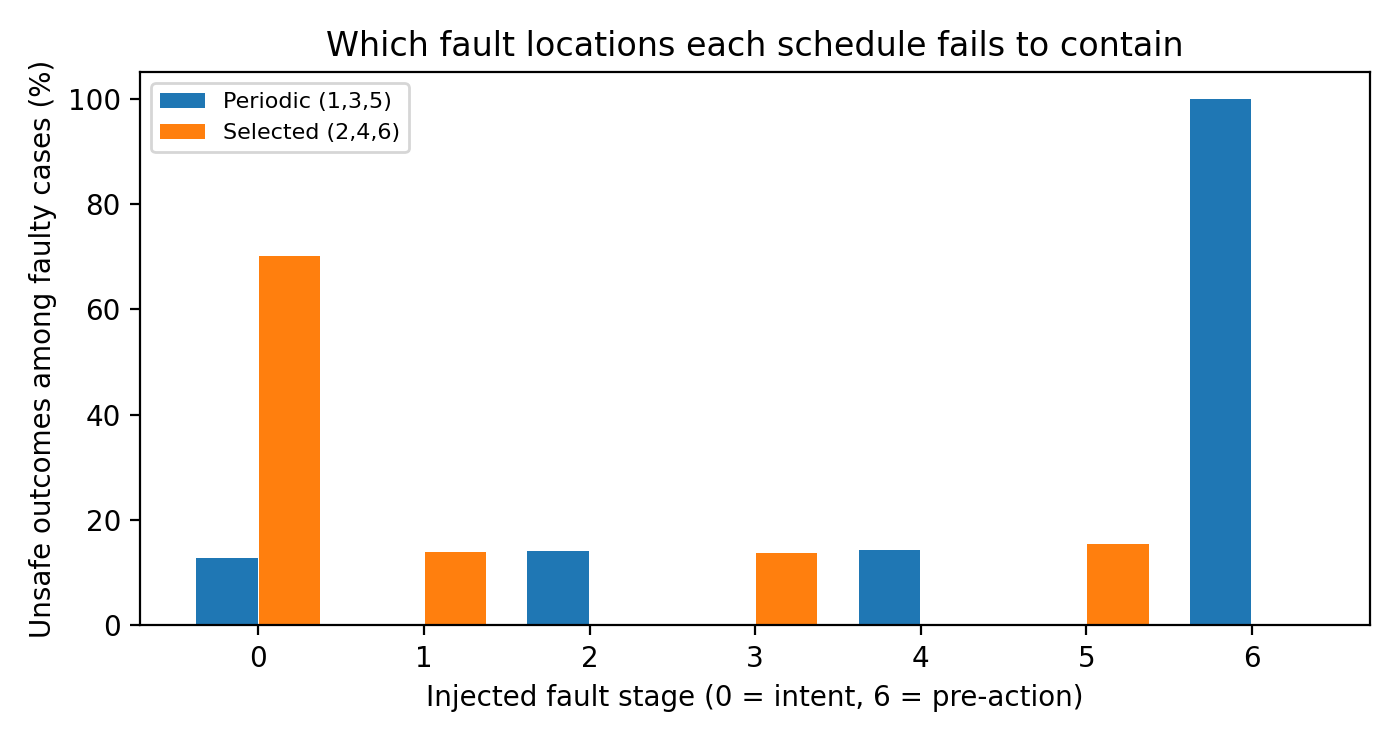 Which fault locations each schedule fails to contain
Periodic (1,3,5)
Selected (2,4,6)
Unsafe outcomes among faulty cases (%)
100
80
60
40
20
0
0 1 2 3 4 5 6
Injected fault stage (0 = intent, 6 = pre-action)